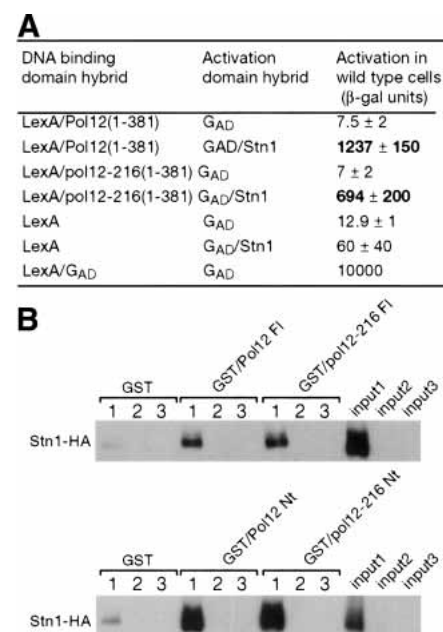 A
DNA binding domain hybrid Activation domain hybrid Activation in wild type cells (β-gal units)
LexA/Pol12(1-381) GAD 7.5 ± 2
LexA/Pol12(1-381) GAD/Stn1 1237 ± 150
LexA/pol12-216(1-381) GAD 7 ± 2
LexA/pol12-216(1-381) GAD/Stn1 694 ± 200
LexA GAD 12.9 ± 1
LexA GAD/Stn1 60 ± 40
LexA/GAD GAD 10000
B
GST GST/Pol12 Fl GST/pol12-216 Fl input1 input2 input3
1 2 3 1 2 3 1 2 3
Stn1-HA
GST GST/Pol12 Nt GST/pol12-216 Nt input1 input2 input3
1 2 3 1 2 3 1 2 3
Stn1-HA